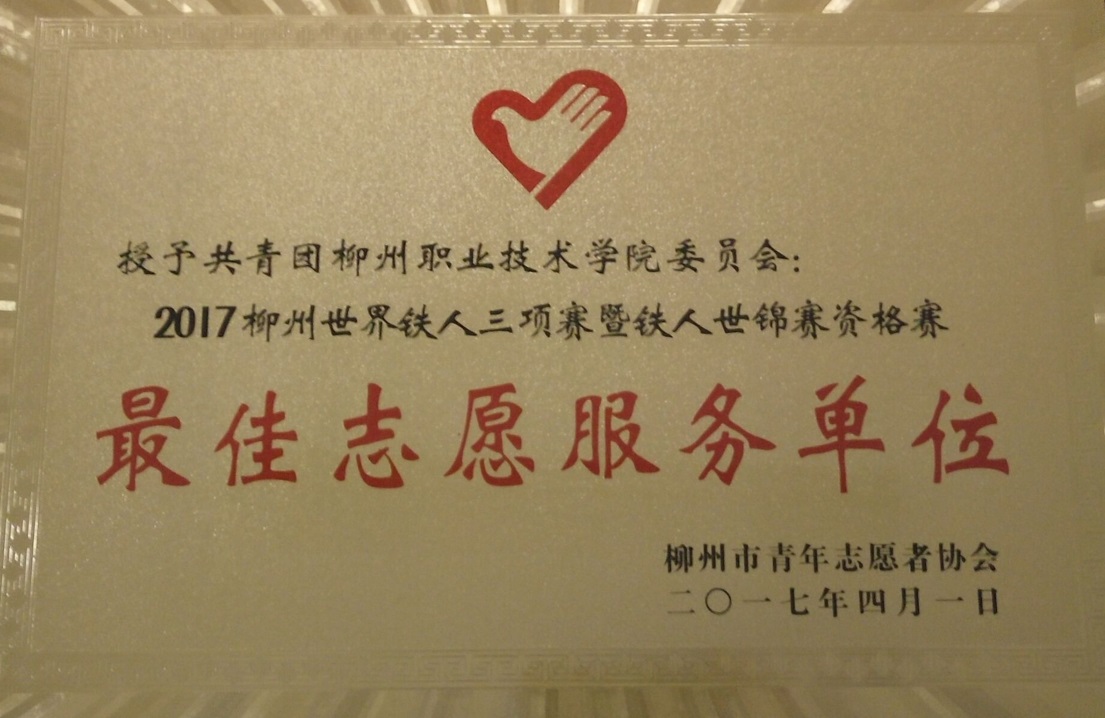 授予共青团柳州职业技术学院委员会:
2017柳州世界铁人三项赛暨铁人世锦赛资格赛
最佳志愿服务单位
柳州市青年志愿者协会
二〇一七年四月一日